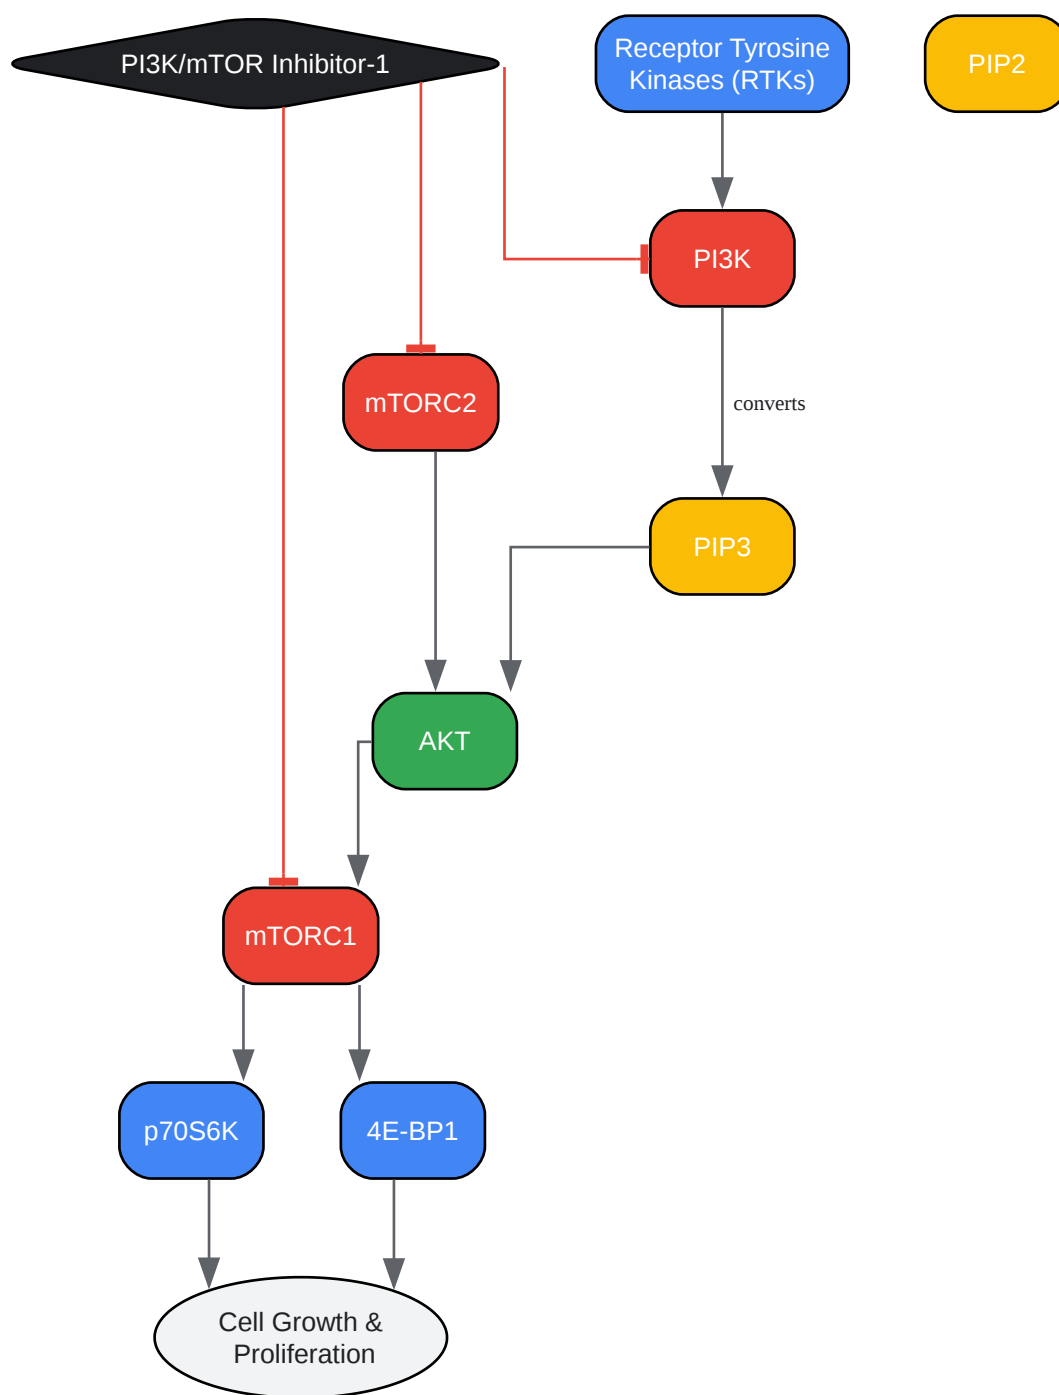 PI3K/mTOR Inhibitor-1
Receptor Tyrosine
Kinases (RTKs)
PIP2
PI3K
mTORC2
converts
PIP3
AKT
mTORC1
p70S6K
4E-BP1
Cell Growth &
Proliferation